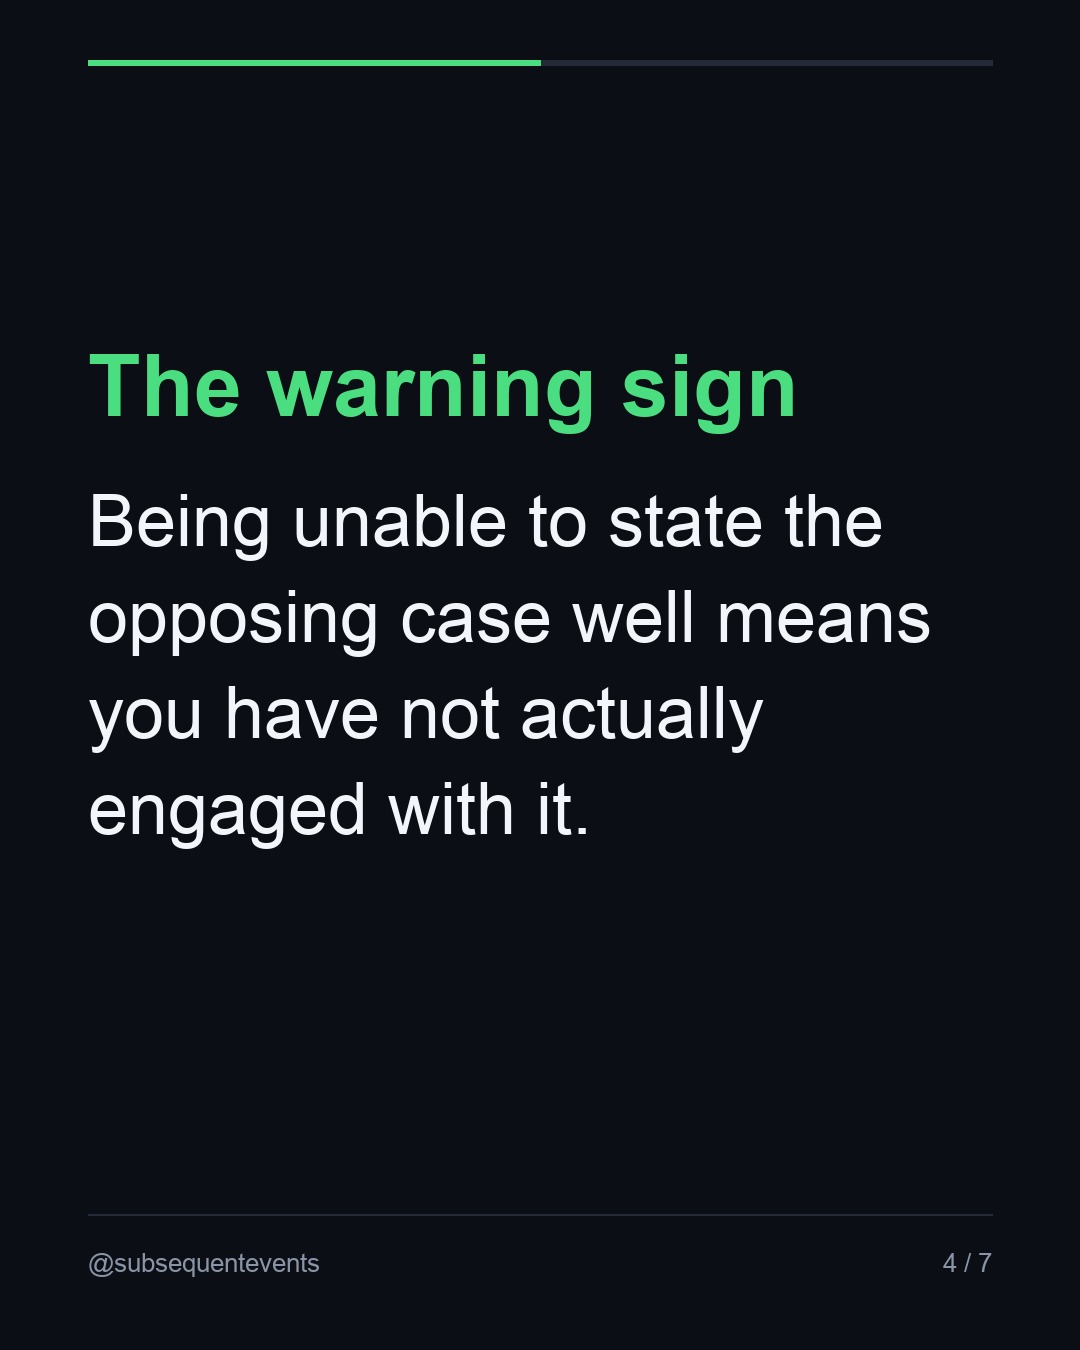 The warning sign
Being unable to state the
opposing case well means
you have not actually
engaged with it.
@subsequentevents
4 / 7